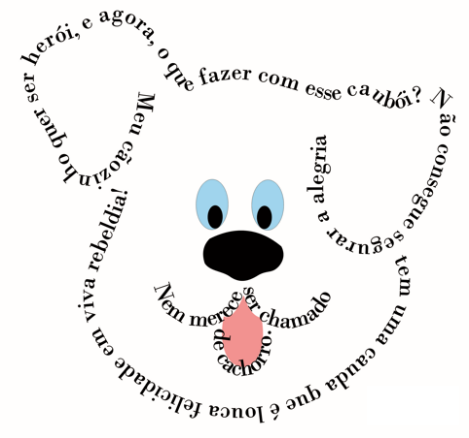 Meu cãozinho quer ser herói, e agora, o que fazer com esse caubói?
Não consegue segurar a alegria
tem uma cauda que é louca felicidade em viva rebeldia!
Nem merece ser chamado
de cachorro.